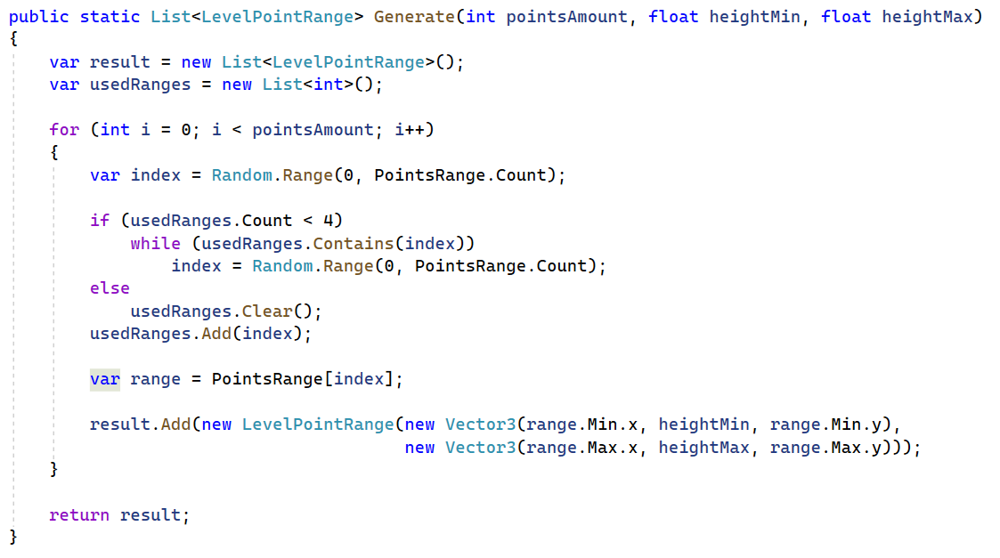 public static List<LevelPointRange> Generate(int pointsAmount, float heightMin, float heightMax)
{
    var result = new List<LevelPointRange>();
    var usedRanges = new List<int>();

    for (int i = 0; i < pointsAmount; i++)
    {
        var index = Random.Range(0, PointsRange.Count);

        if (usedRanges.Count < 4)
            while (usedRanges.Contains(index))
                index = Random.Range(0, PointsRange.Count);
        else
            usedRanges.Clear();
        usedRanges.Add(index);

        var range = PointsRange[index];

        result.Add(new LevelPointRange(new Vector3(range.Min.x, heightMin, range.Min.y),
                                       new Vector3(range.Max.x, heightMax, range.Max.y)));
    }

    return result;
}